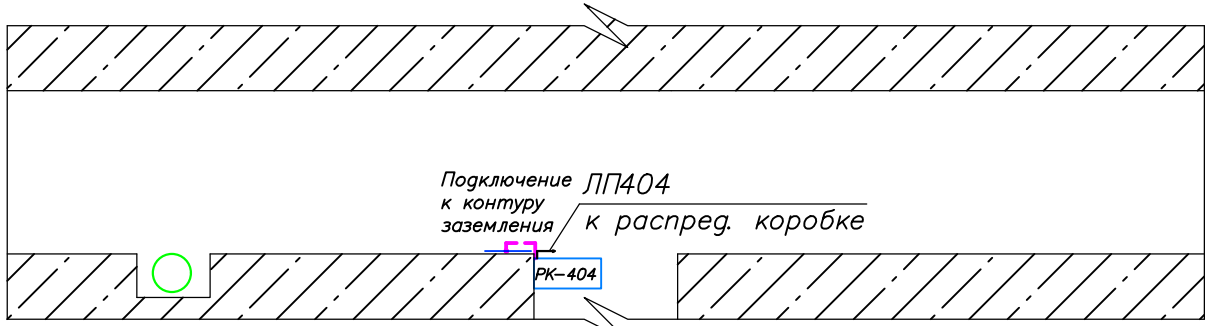 Подключение
к контуру
заземления
ЛП404
к распред. коробке
РК-404